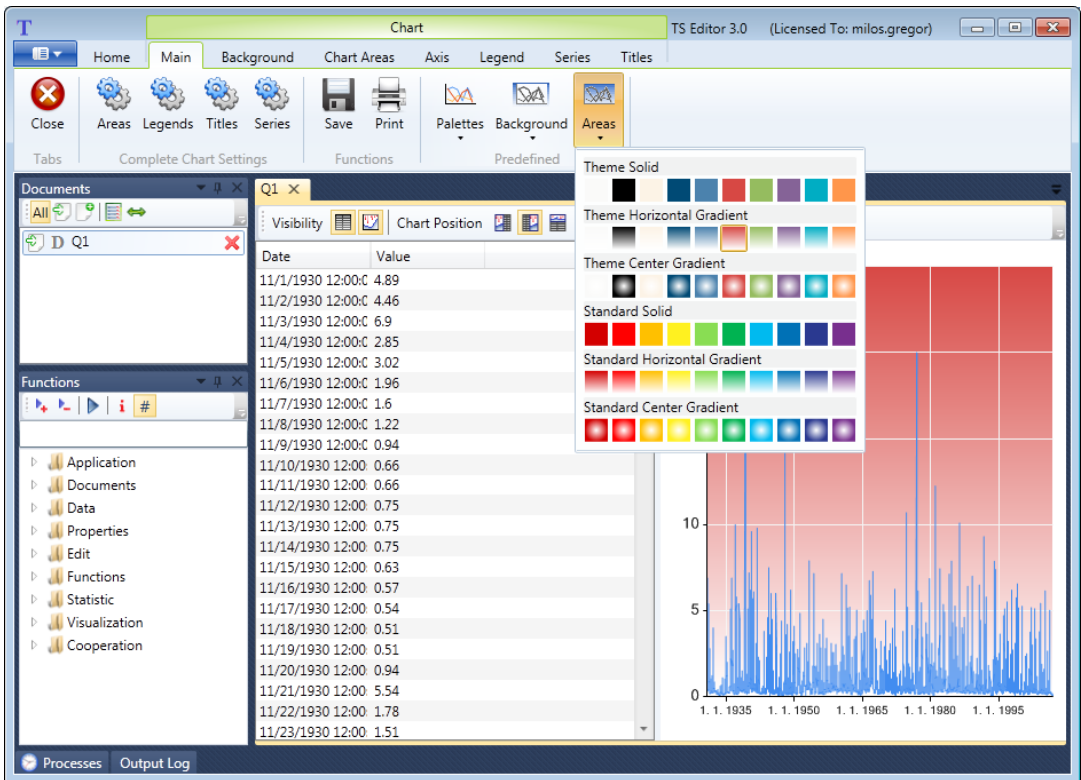 T Chart TS Editor 3.0 (Licensed To: milos.gregor)
Home Main Background Chart Areas Axis Legend Series Titles
Close Areas Legends Titles Series Save Print Palettes Background Areas
Tabs Complete Chart Settings Functions Predefined
Theme Solid
Theme Horizontal Gradient
Theme Center Gradient
Standard Solid
Standard Horizontal Gradient
Standard Center Gradient
Documents
All
D Q1
Functions
i #
Application
Documents
Data
Properties
Edit
Functions
Statistic
Visualization
Cooperation
Q1
Visibility Chart Position
Date Value
11/1/1930 12:00:0 4.89
11/2/1930 12:00:0 4.46
11/3/1930 12:00:0 6.9
11/4/1930 12:00:0 2.85
11/5/1930 12:00:0 3.02
11/6/1930 12:00:0 1.96
11/7/1930 12:00:0 1.6
11/8/1930 12:00:0 1.22
11/9/1930 12:00:0 0.94
11/10/1930 12:00: 0.66
11/11/1930 12:00: 0.66
11/12/1930 12:00: 0.75
11/13/1930 12:00: 0.75
11/14/1930 12:00: 0.75
11/15/1930 12:00: 0.63
11/16/1930 12:00: 0.57
11/17/1930 12:00: 0.54
11/18/1930 12:00: 0.51
11/19/1930 12:00: 0.51
11/20/1930 12:00: 0.94
11/21/1930 12:00: 5.54
11/22/1930 12:00: 1.78
11/23/1930 12:00: 1.51
10
5
0
1. 1. 1935 1. 1. 1950 1. 1. 1965 1. 1. 1980 1. 1. 1995
Processes Output Log